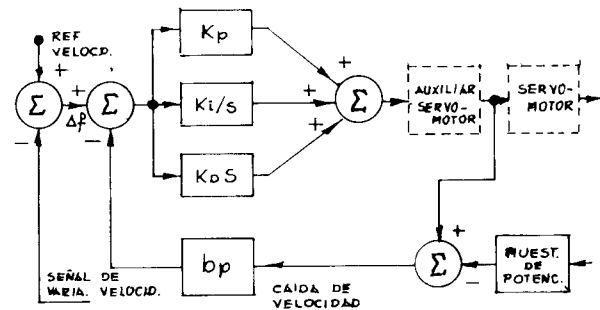 REF
VELOCD.
+
Σ
−
+
Δf
Σ
−
Kp
Ki/s
KDS
+
+
+
Σ
AUXILIAR
SERVO-
MOTOR
SERVO-
MOTOR
SEÑAL DE
VARIA. VELOCID.
bp
CAIDA DE
VELOCIDAD
+
Σ
−
MUEST.
DE
POTENC.